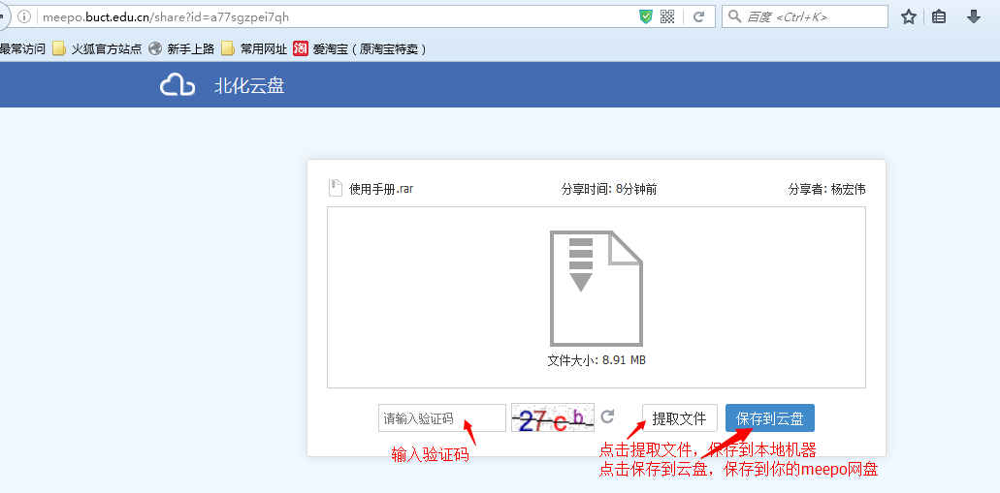 meepo.buct.edu.cn/share?id=a77sgzpei7qh
百度 <Ctrl+K>
最常访问 火狐官方站点 新手上路 常用网址 淘 爱淘宝（原淘宝特卖）
北化云盘
使用手册.rar 分享时间: 8分钟前 分享者: 杨宏伟
文件大小: 8.91 MB
请输入验证码 27cb 提取文件 保存到云盘
输入验证码
点击提取文件，保存到本地机器
点击保存到云盘，保存到你的meepo网盘